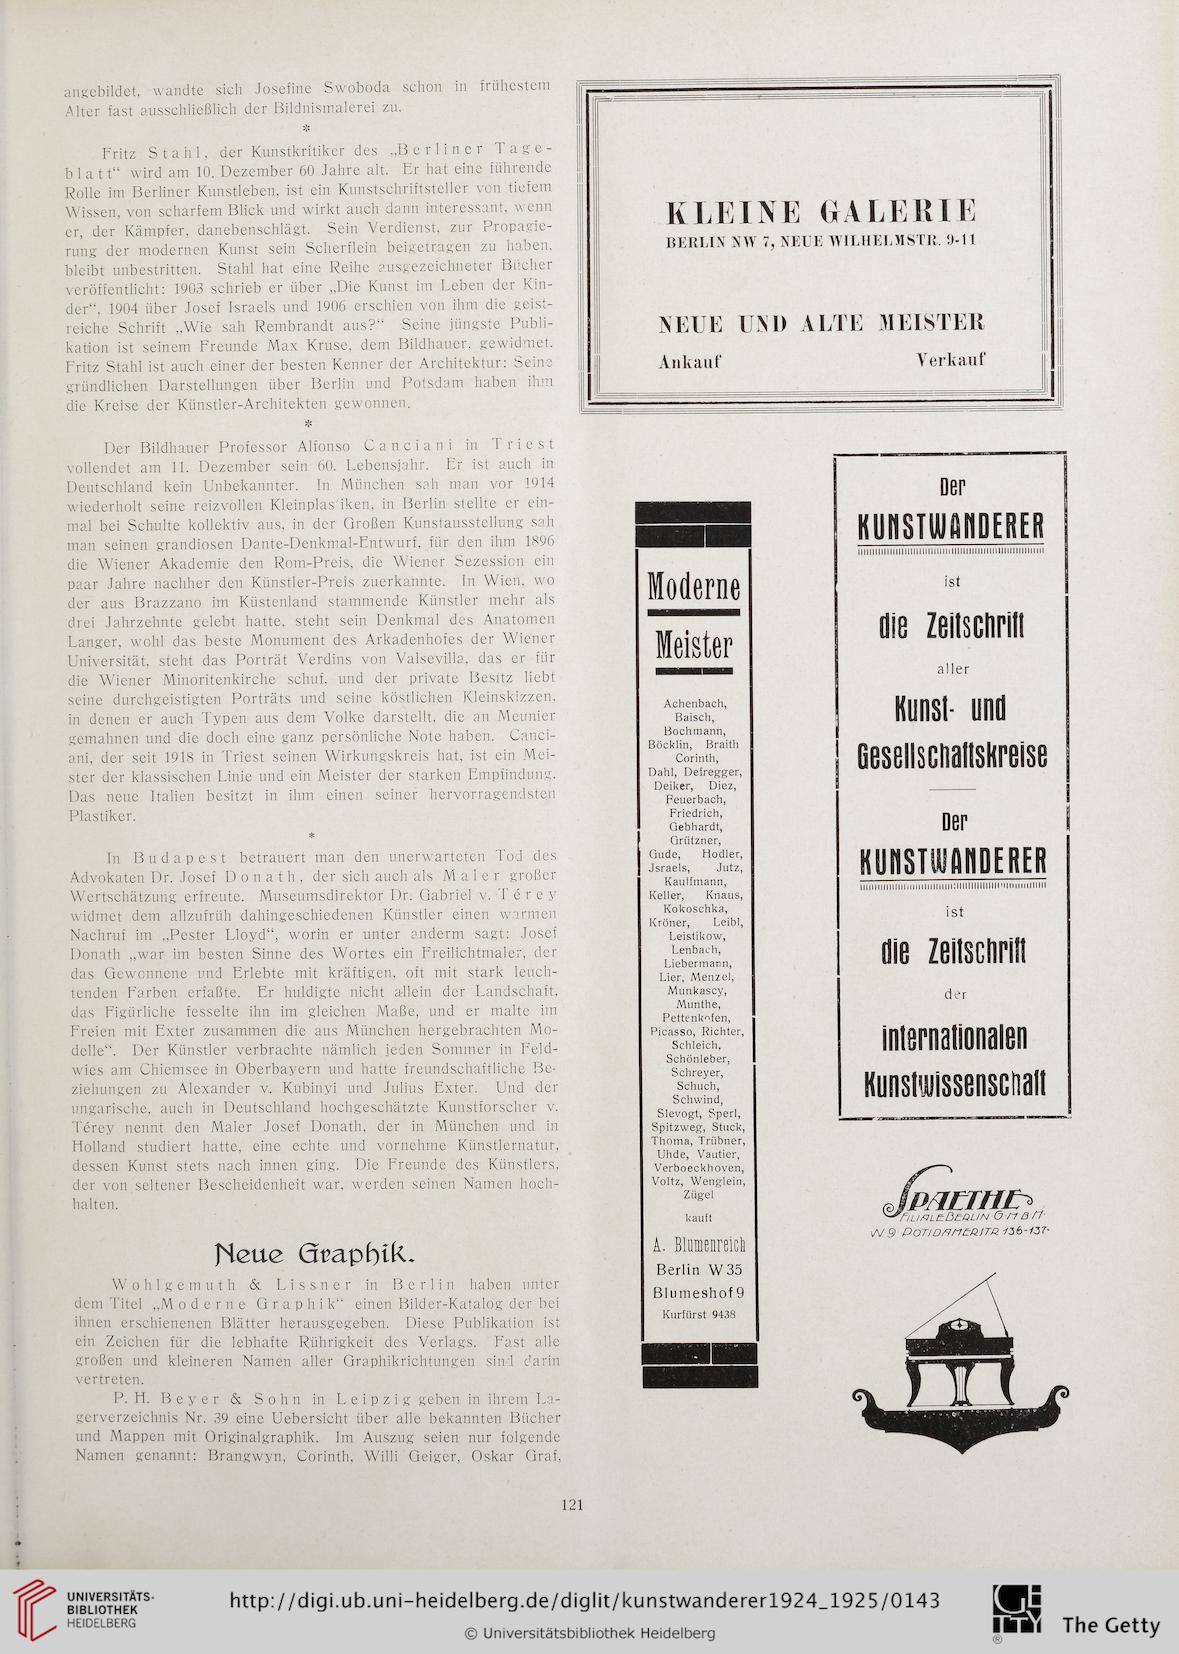 angebildet, wandte sich Josefine Swoboda schon in frühestem
Alter fast ausschließlich der Bildnismalerei zu.
*
Fritz Stahl, der Kunstkritiker des „Berliner Tage-
blatt“ wird am 10. Dezember 60 Jahre alt. Er hat eine führende
Rolle im Berliner Kunstleben, ist ein Kunstschriftsteller von tiefem
Wissen, von scharfem Blick und wirkt auch dann interessant, wenn
er, der Kämpfer, danebenschlägt. Sein Verdienst, zur Propagie-
rung der modernen Kunst sein Scherflein beigetragen zu haben,
bleibt unbestritten. Stahl hat eine Reihe ausgezeichneter Bücher
veröffentlicht: 1903 schrieb er über „Die Kunst im Leben der Kin-
der“, 1904 über Josef Israels und 1906 erschien von ihm die geist-
reiche Schrift „Wie sah Rembrandt aus?“ Seine jüngste Publi-
kation ist seinem Freunde Max Kruse, dem Bildhauer, gewidmet.
Fritz Stahl ist auch einer der besten Kenner der Architektur: Seine
gründlichen Darstellungen über Berlin und Potsdam haben ihm
die Kreise der Künstler-Architekten gewonnen.
*
Der Bildhauer Professor Alfonso Canciani in Triest
vollendet am 11. Dezember sein 60. Lebensjahr. Er ist auch in
Deutschland kein Unbekannter. In München sah man vor 1914
wiederholt seine reizvollen Kleinplastiken, in Berlin stellte er ein-
mal bei Schulte kollektiv aus, in der Großen Kunstausstellung sah
man seinen grandiosen Dante-Denkmal-Entwurf, für den ihm 1896
die Wiener Akademie den Rom-Preis, die Wiener Sezession ein
paar Jahre nachher den Künstler-Preis zuerkannte. In Wien, wo
der aus Brazzano im Küstenland stammende Künstler mehr als
drei Jahrzehnte gelebt hatte, steht sein Denkmal des Anatomen
Langer, wohl das beste Monument des Arkadenhofes der Wiener
Universität, steht das Porträt Verdins von Valsevilla, das er für
die Wiener Minoritenkirche schuf, und der private Besitz liebt
seine durchgeistigten Porträts und seine köstlichen Kleinskizzen,
in denen er auch Typen aus dem Volke darstellt, die an Meunier
gemahnen und die doch eine ganz persönliche Note haben. Canci-
ani, der seit 1918 in Triest seinen Wirkungskreis hat, ist ein Mei-
ster der klassischen Linie und ein Meister der starken Empfindung.
Das neue Italien besitzt in ihm einen seiner hervorragendsten
Plastiker.
*
In Budapest betrauert man den unerwarteten Tod des
Advokaten Dr. Josef Donath, der sich auch als Maler großer
Wertschätzung erfreute. Museumsdirektor Dr. Gabriel v. Térey
widmet dem allzufrüh dahingeschiedenen Künstler einen warmen
Nachruf im „Pester Lloyd“, worin er unter anderm sagt: Josef
Donath „war im besten Sinne des Wortes ein Freilichtmaler, der
das Gewonnene und Erlebte mit kräftigen, oft mit stark leuch-
tenden Farben erfaßte. Er huldigte nicht allein der Landschaft,
das Figürliche fesselte ihn im gleichen Maße, und er malte im
Freien mit Exter zusammen die aus München hergebrachten Mo-
delle“. Der Künstler verbrachte nämlich jeden Sommer in Feld-
wies am Chiemsee in Oberbayern und hatte freundschaftliche Be-
ziehungen zu Alexander v. Kubinyi und Julius Exter. Und der
ungarische, auch in Deutschland hochgeschätzte Kunstforscher v.
Térey nennt den Maler Josef Donath, der in München und in
Holland studiert hatte, eine echte und vornehme Künstlernatur,
dessen Kunst stets nach innen ging. Die Freunde des Künstlers,
der von seltener Bescheidenheit war, werden seinen Namen hoch-
halten.
Neue Graphik.
Wohlgemuth & Lissner in Berlin haben unter
dem Titel „Moderne Graphik“ einen Bilder-Katalog der bei
ihnen erschienenen Blätter herausgegeben. Diese Publikation ist
ein Zeichen für die lebhafte Rührigkeit des Verlags. Fast alle
großen und kleineren Namen aller Graphikrichtungen sind darin
vertreten.
P. H. Beyer & Sohn in Leipzig geben in ihrem La-
gerverzeichnis Nr. 39 eine Uebersicht über alle bekannten Bücher
und Mappen mit Originalgraphik. Im Auszug seien nur folgende
Namen genannt: Brangwyn, Corinth, Willi Geiger, Oskar Graf,
KLEINE GALERIE
BERLIN NW 7, NEUE WILHELMSTR. 9-11
NEUE UND ALTE MEISTER
Ankauf Verkauf
Moderne
Meister
Achenbach,
Baisch,
Bochmann,
Böcklin, Braith
Corinth,
Dahl, Defregger,
Deiker, Diez,
Feuerbach,
Friedrich,
Gebhardt,
Grützner,
Gude, Hodler,
Jsraels, Jutz,
Kauffmann,
Keller, Knaus,
Kokoschka,
Kröner, Leibl,
Leistikow,
Lenbach,
Liebermann,
Lier, Menzel,
Munkascy,
Munthe,
Pettenkofen,
Picasso, Richter,
Schleich,
Schönleber,
Schreyer,
Schuch,
Schwind,
Slevogt, Sperl,
Spitzweg, Stuck,
Thoma, Trübner,
Uhde, Vautier,
Verboeckhoven,
Voltz, Wenglein,
Zügel
kauft
A. Blumenreich
Berlin W35
Blumeshof9
Kurfürst 9438
Der
KUNSTWANDERER
ist
die Zeitschrift
aller
Kunst- und
Gesellschaftskreise
Der
KUNSTWANDERER
ist
die Zeitschrift
der
internationalen
Kunstwissenschaft
SPAETHE
FILIALE BERLIN G·M·B·H·
W 9 POTSDAMERSTR 136-137·
121
UNIVERSITÄTS-
BIBLIOTHEK
HEIDELBERG
http://digi.ub.uni-heidelberg.de/diglit/kunstwanderer1924_1925/0143
© Universitätsbibliothek Heidelberg
The Getty